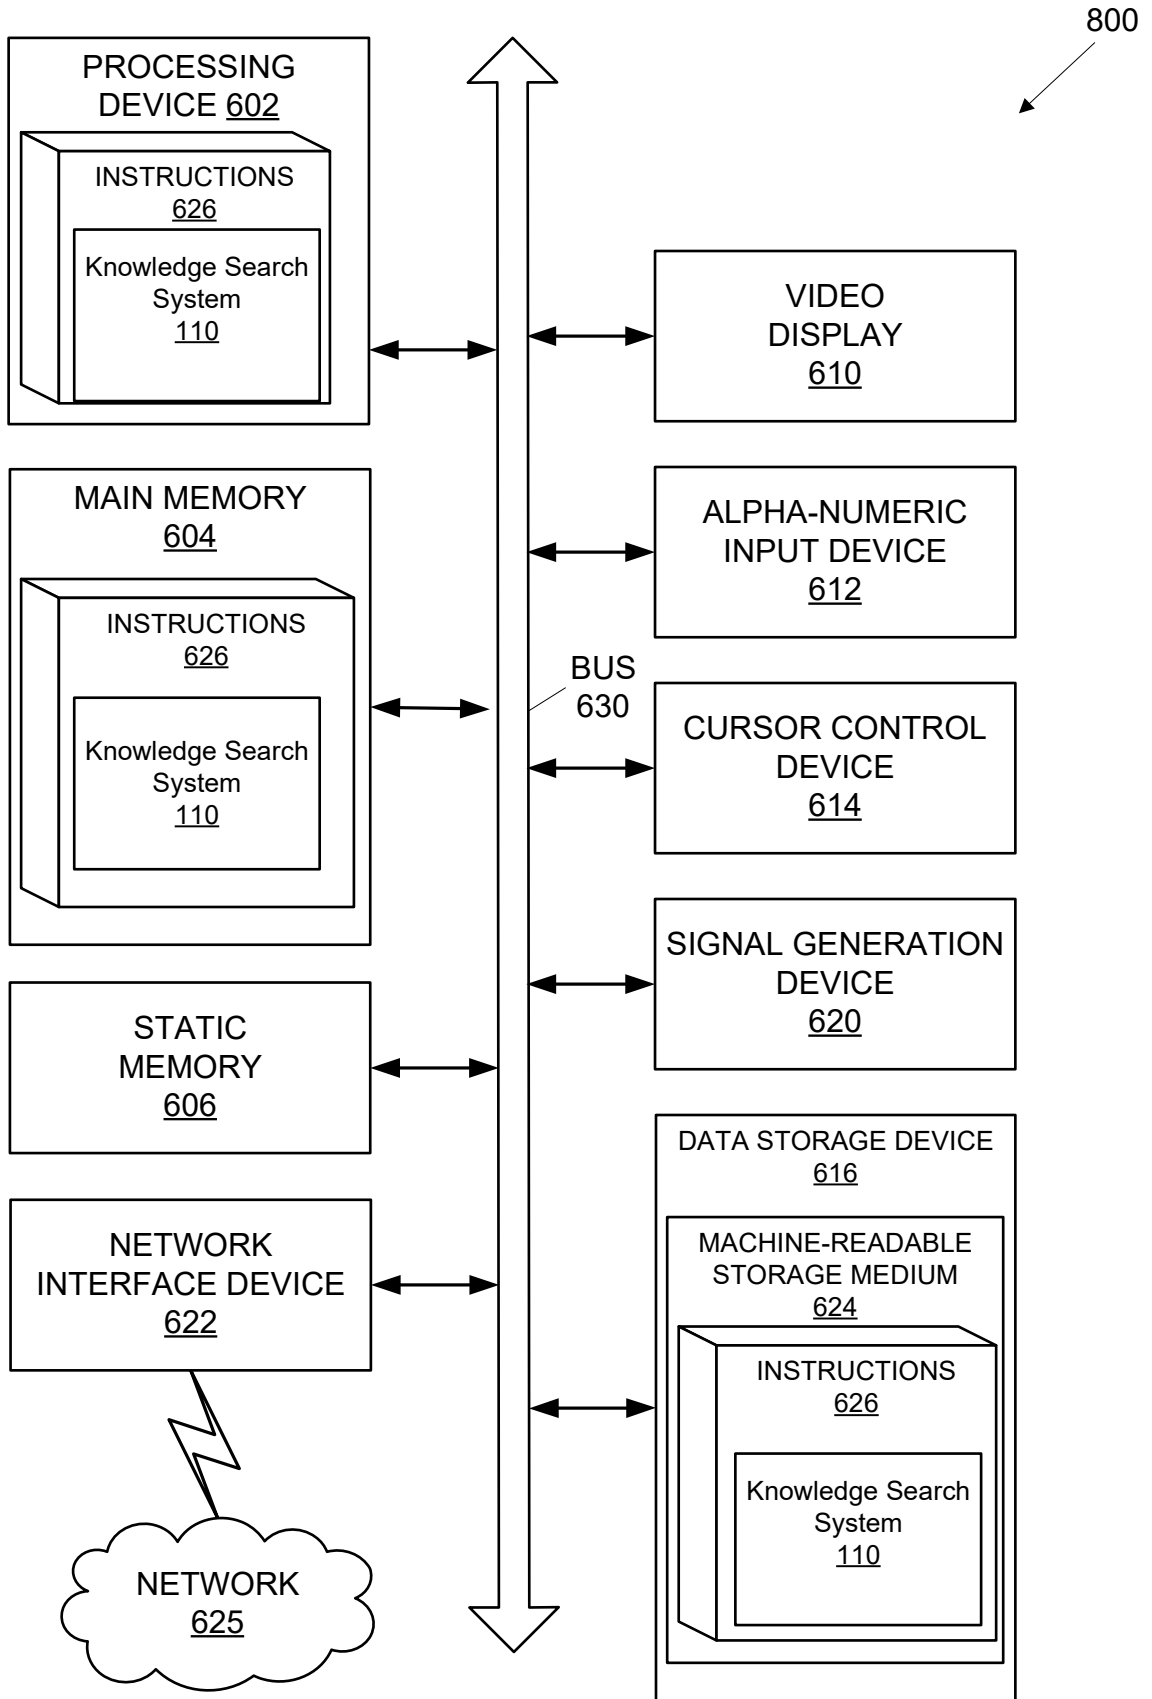 800
PROCESSING
DEVICE 602
INSTRUCTIONS
626
Knowledge Search
System
110
MAIN MEMORY
604
INSTRUCTIONS
626
Knowledge Search
System
110
STATIC
MEMORY
606
NETWORK
INTERFACE DEVICE
622
NETWORK
625
BUS
630
VIDEO
DISPLAY
610
ALPHA-NUMERIC
INPUT DEVICE
612
CURSOR CONTROL
DEVICE
614
SIGNAL GENERATION
DEVICE
620
DATA STORAGE DEVICE
616
MACHINE-READABLE
STORAGE MEDIUM
624
INSTRUCTIONS
626
Knowledge Search
System
110